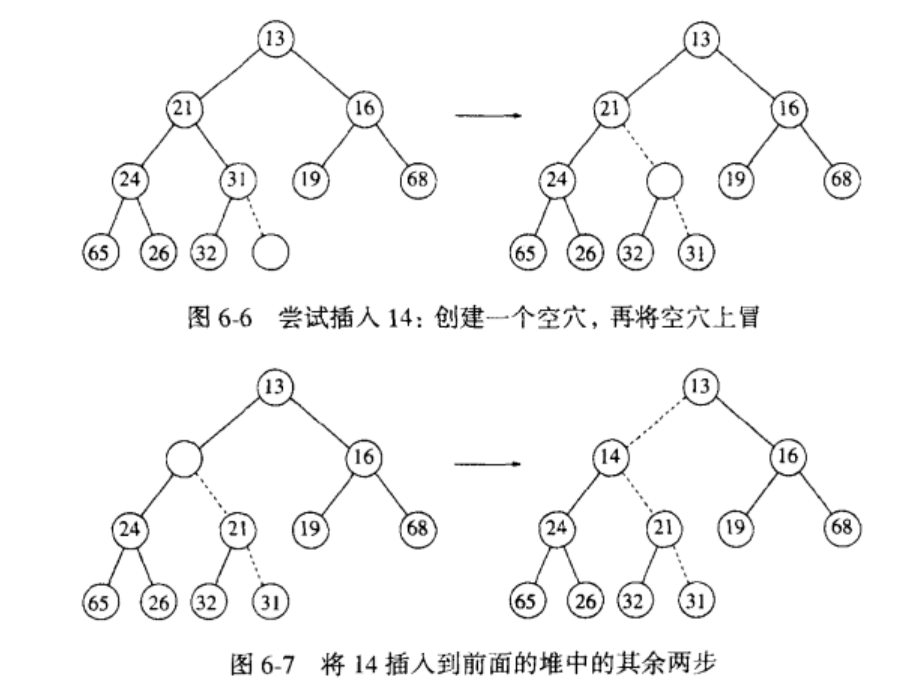 13 13
21 16 21 16
24 31 19 68 24 19 68
65 26 32 65 26 32 31
图 6-6 尝试插入 14：创建一个空穴，再将空穴上冒
13 13
16 14 16
24 21 19 68 24 21 19 68
65 26 32 31 65 26 32 31
图 6-7 将 14 插入到前面的堆中的其余两步